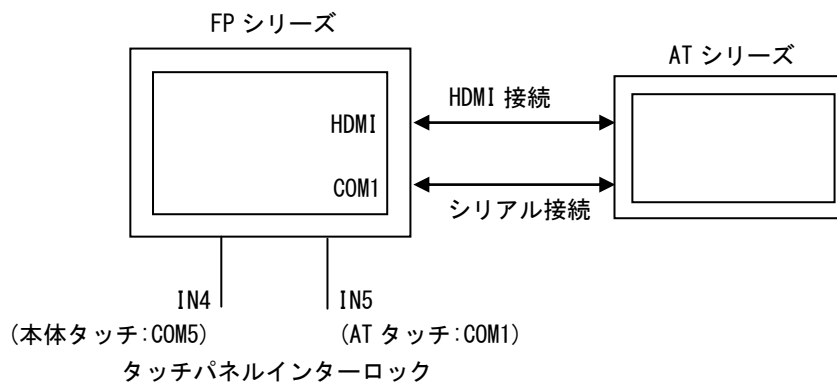 FP シリーズ
AT シリーズ
HDMI 接続
HDMI
COM1
シリアル接続
IN4
IN5
(本体タッチ:COM5)
(AT タッチ:COM1)
タッチパネルインターロック